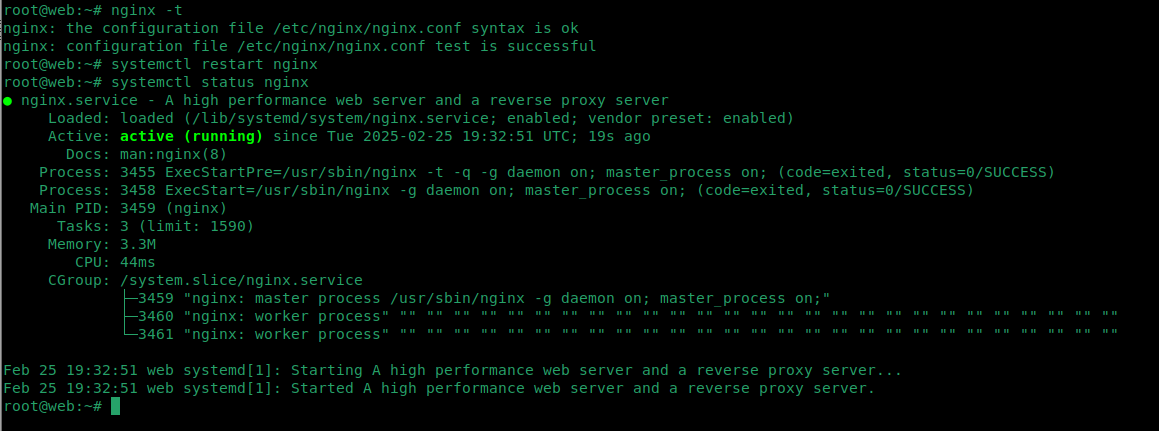 root@web:~# nginx -t
nginx: the configuration file /etc/nginx/nginx.conf syntax is ok
nginx: configuration file /etc/nginx/nginx.conf test is successful
root@web:~# systemctl restart nginx
root@web:~# systemctl status nginx
● nginx.service - A high performance web server and a reverse proxy server
     Loaded: loaded (/lib/systemd/system/nginx.service; enabled; vendor preset: enabled)
     Active: active (running) since Tue 2025-02-25 19:32:51 UTC; 19s ago
       Docs: man:nginx(8)
    Process: 3455 ExecStartPre=/usr/sbin/nginx -t -q -g daemon on; master_process on; (code=exited, status=0/SUCCESS)
    Process: 3458 ExecStart=/usr/sbin/nginx -g daemon on; master_process on; (code=exited, status=0/SUCCESS)
   Main PID: 3459 (nginx)
      Tasks: 3 (limit: 1590)
     Memory: 3.3M
        CPU: 44ms
     CGroup: /system.slice/nginx.service
             ├─3459 "nginx: master process /usr/sbin/nginx -g daemon on; master_process on;"
             ├─3460 "nginx: worker process" "" "" "" "" "" "" "" "" "" "" "" "" "" "" "" "" "" "" "" "" "" "" "" "" "" "" ""
             └─3461 "nginx: worker process" "" "" "" "" "" "" "" "" "" "" "" "" "" "" "" "" "" "" "" "" "" "" "" "" "" "" ""

Feb 25 19:32:51 web systemd[1]: Starting A high performance web server and a reverse proxy server...
Feb 25 19:32:51 web systemd[1]: Started A high performance web server and a reverse proxy server.
root@web:~#